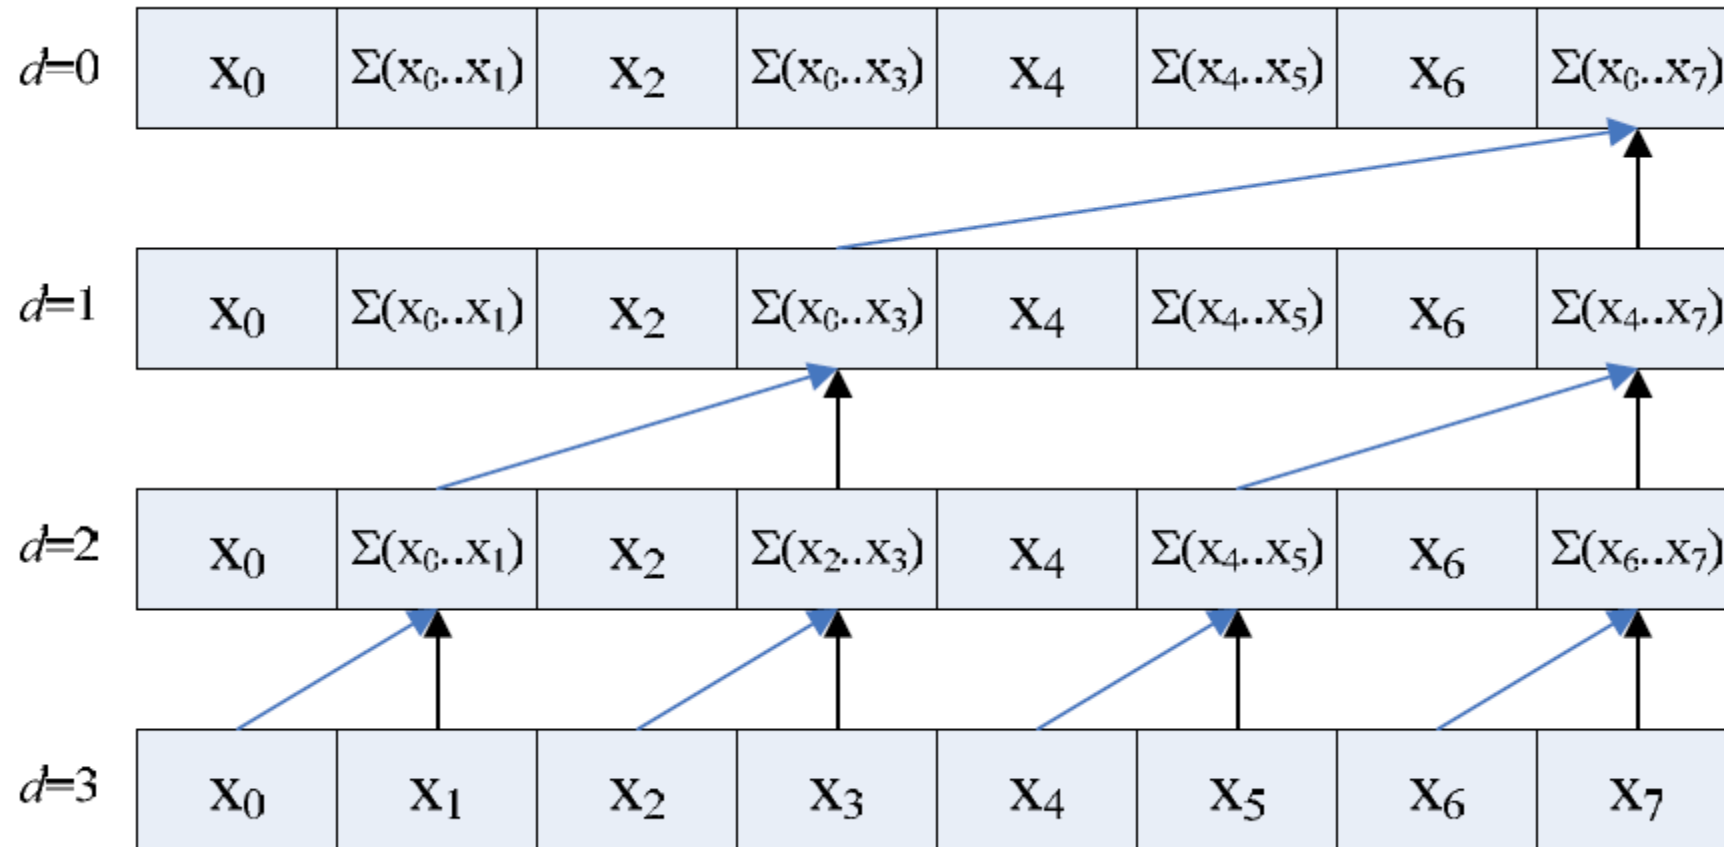 d=0 x₀ Σ(x₀..x₁) x₂ Σ(x₀..x₃) x₄ Σ(x₄..x₅) x₆ Σ(x₀..x₇)
d=1 x₀ Σ(x₀..x₁) x₂ Σ(x₀..x₃) x₄ Σ(x₄..x₅) x₆ Σ(x₄..x₇)
d=2 x₀ Σ(x₀..x₁) x₂ Σ(x₂..x₃) x₄ Σ(x₄..x₅) x₆ Σ(x₆..x₇)
d=3 x₀ x₁ x₂ x₃ x₄ x₅ x₆ x₇